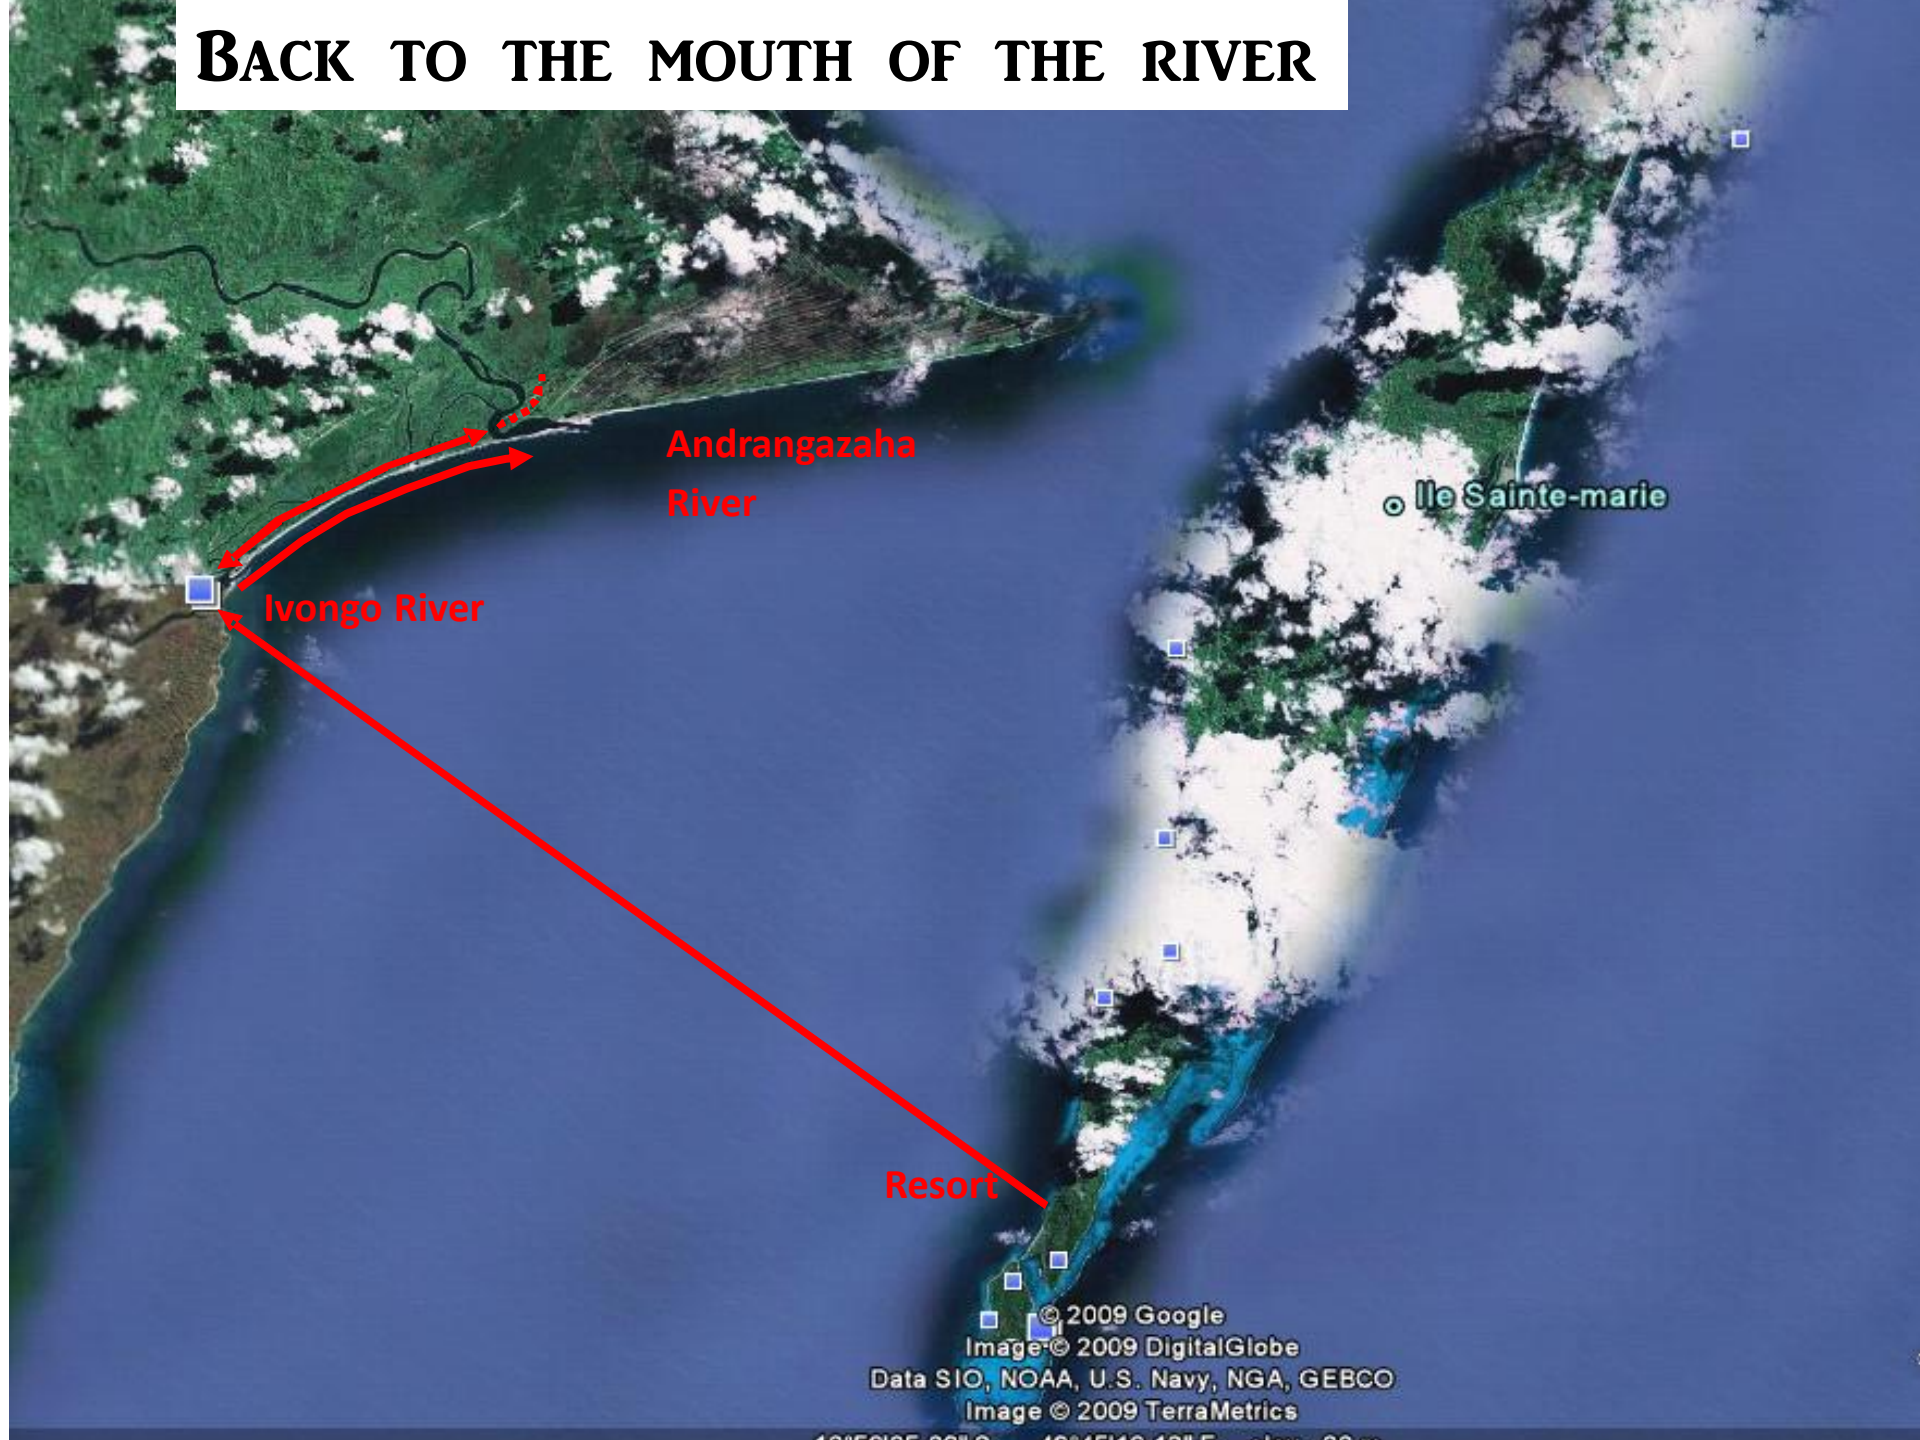 BACK TO THE MOUTH OF THE RIVER
Andrangazaha
River
Ile Sainte-marie
Ivongo River
Resort
© 2009 Google
Image © 2009 DigitalGlobe
Data SIO, NOAA, U.S. Navy, NGA, GEBCO
Image © 2009 TerraMetrics